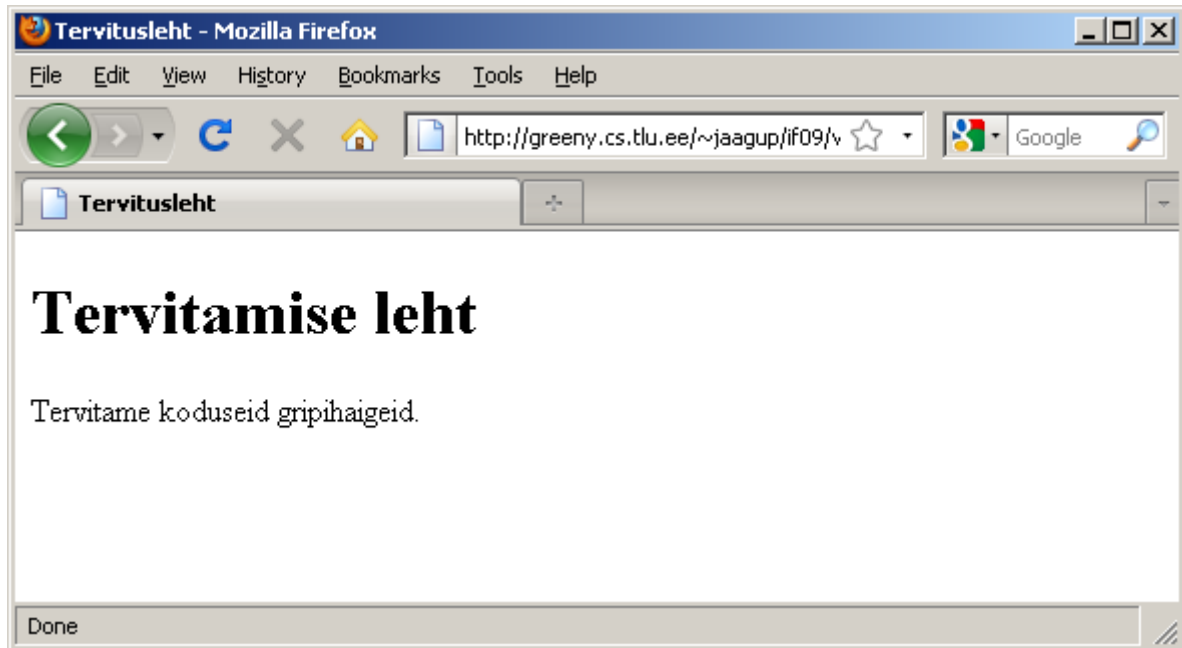 Tervitusleht - Mozilla Firefox
File Edit View History Bookmarks Tools Help
http://greeny.cs.tlu.ee/~jaagup/if09/v Google
Tervitusleht
Tervitamise leht
Tervitame koduseid gripihaigeid.
Done